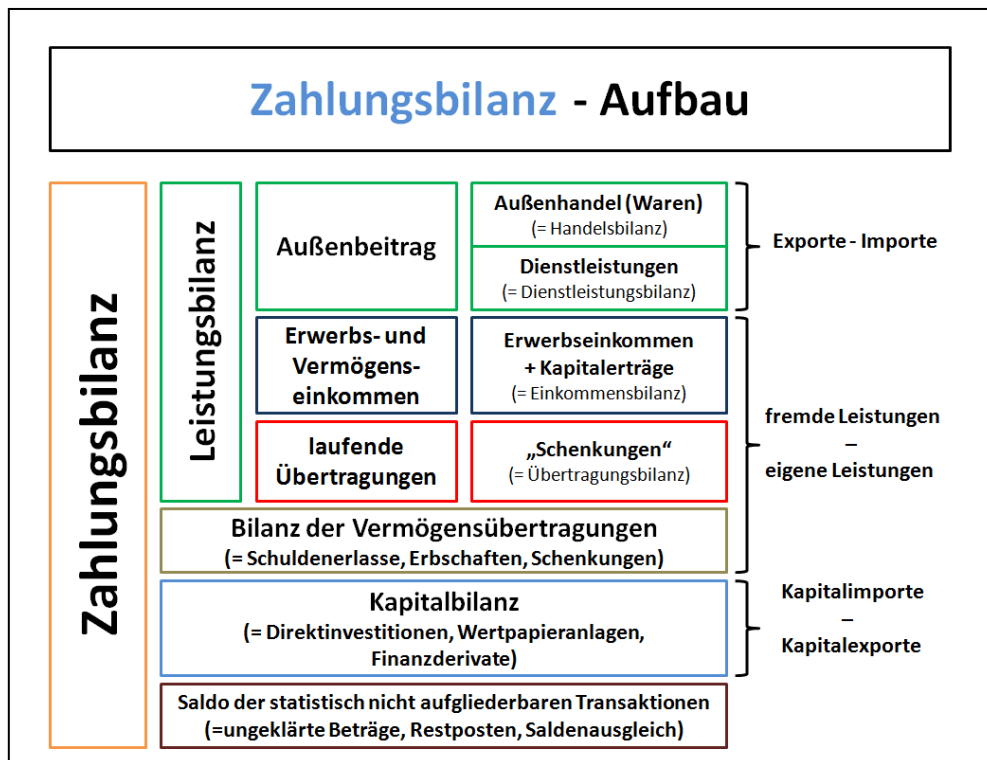 Zahlungsbilanz - Aufbau
Zahlungsbilanz
Leistungsbilanz
Außenbeitrag
Außenhandel (Waren)
(= Handelsbilanz)
Dienstleistungen
(= Dienstleistungsbilanz)
Exporte - Importe
Erwerbs- und
Vermögens-
einkommen
Erwerbseinkommen
+ Kapitalerträge
(= Einkommensbilanz)
laufende
Übertragungen
„Schenkungen“
(= Übertragungsbilanz)
fremde Leistungen
–
eigene Leistungen
Bilanz der Vermögensübertragungen
(= Schuldenerlasse, Erbschaften, Schenkungen)
Kapitalbilanz
(= Direktinvestitionen, Wertpapieranlagen,
Finanzderivate)
Kapitalimporte
–
Kapitalexporte
Saldo der statistisch nicht aufgliederbaren Transaktionen
(=ungeklärte Beträge, Restposten, Saldenausgleich)